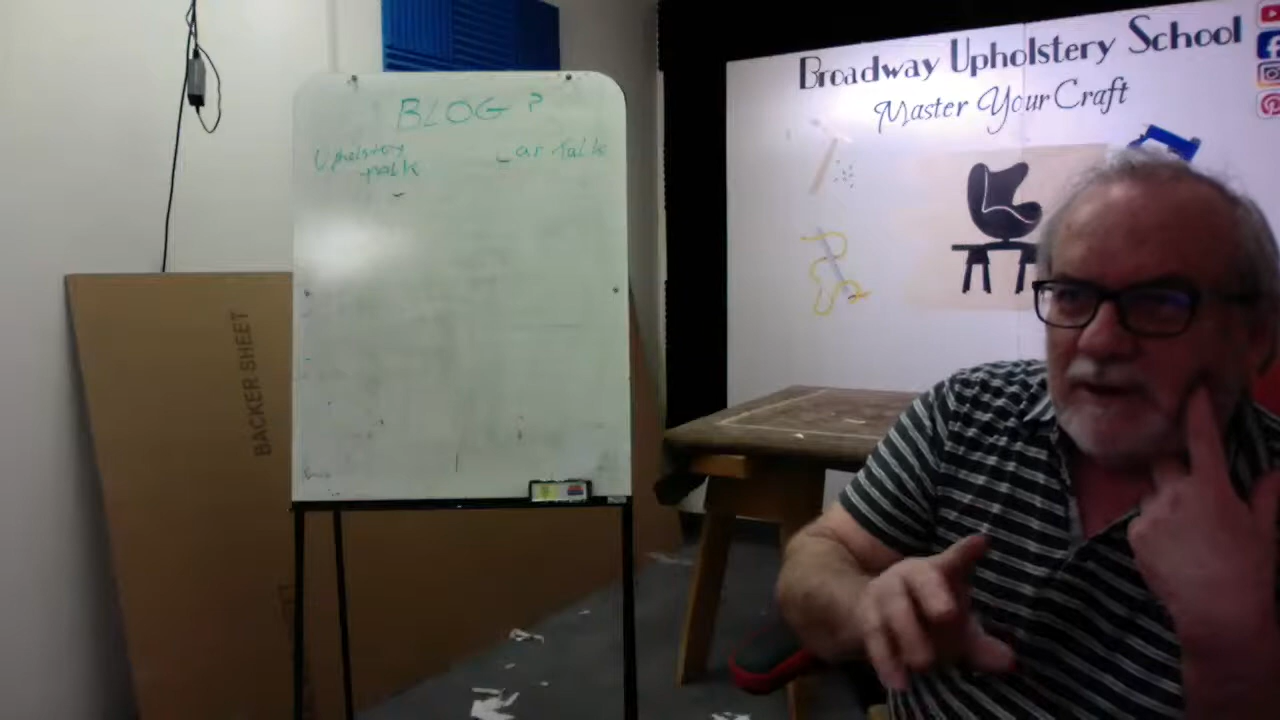 BLOG?
Upholstery talk
Car Talk
BACKER SHEET
Broadway Upholstery School
Master Your Craft